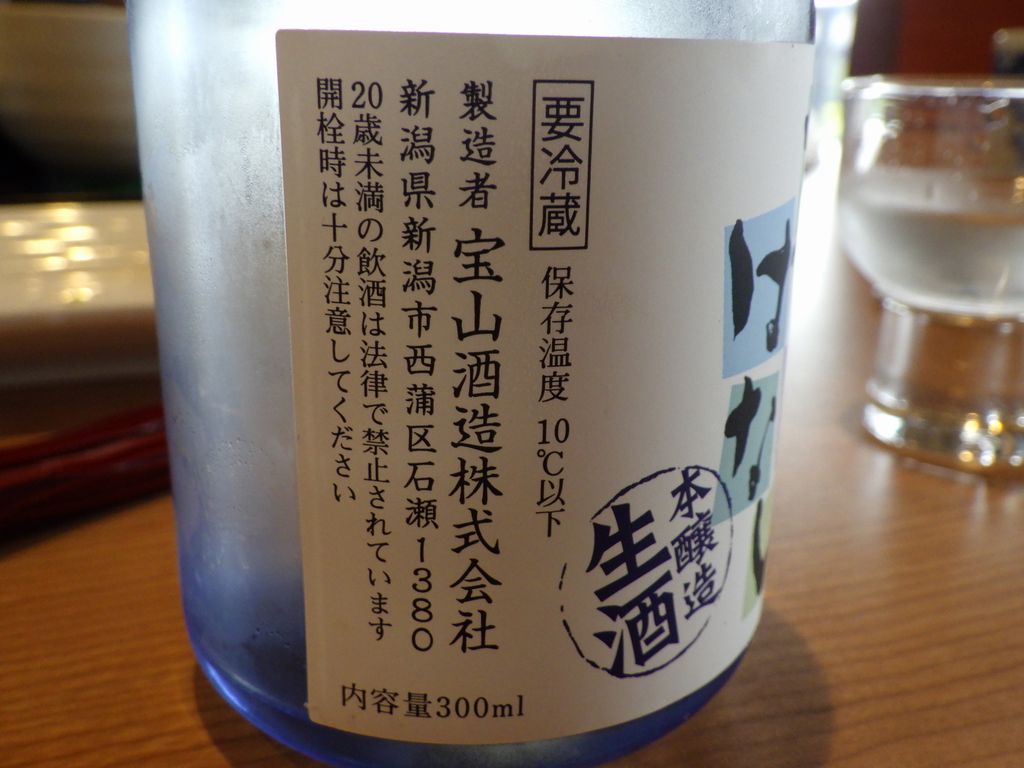 はなし
本醸造
生酒
要冷蔵 保存温度 10℃以下
製造者 宝山酒造株式会社
新潟県新潟市西蒲区石瀬1380
20歳未満の飲酒は法律で禁止されています
開栓時は十分注意してください
内容量300ml